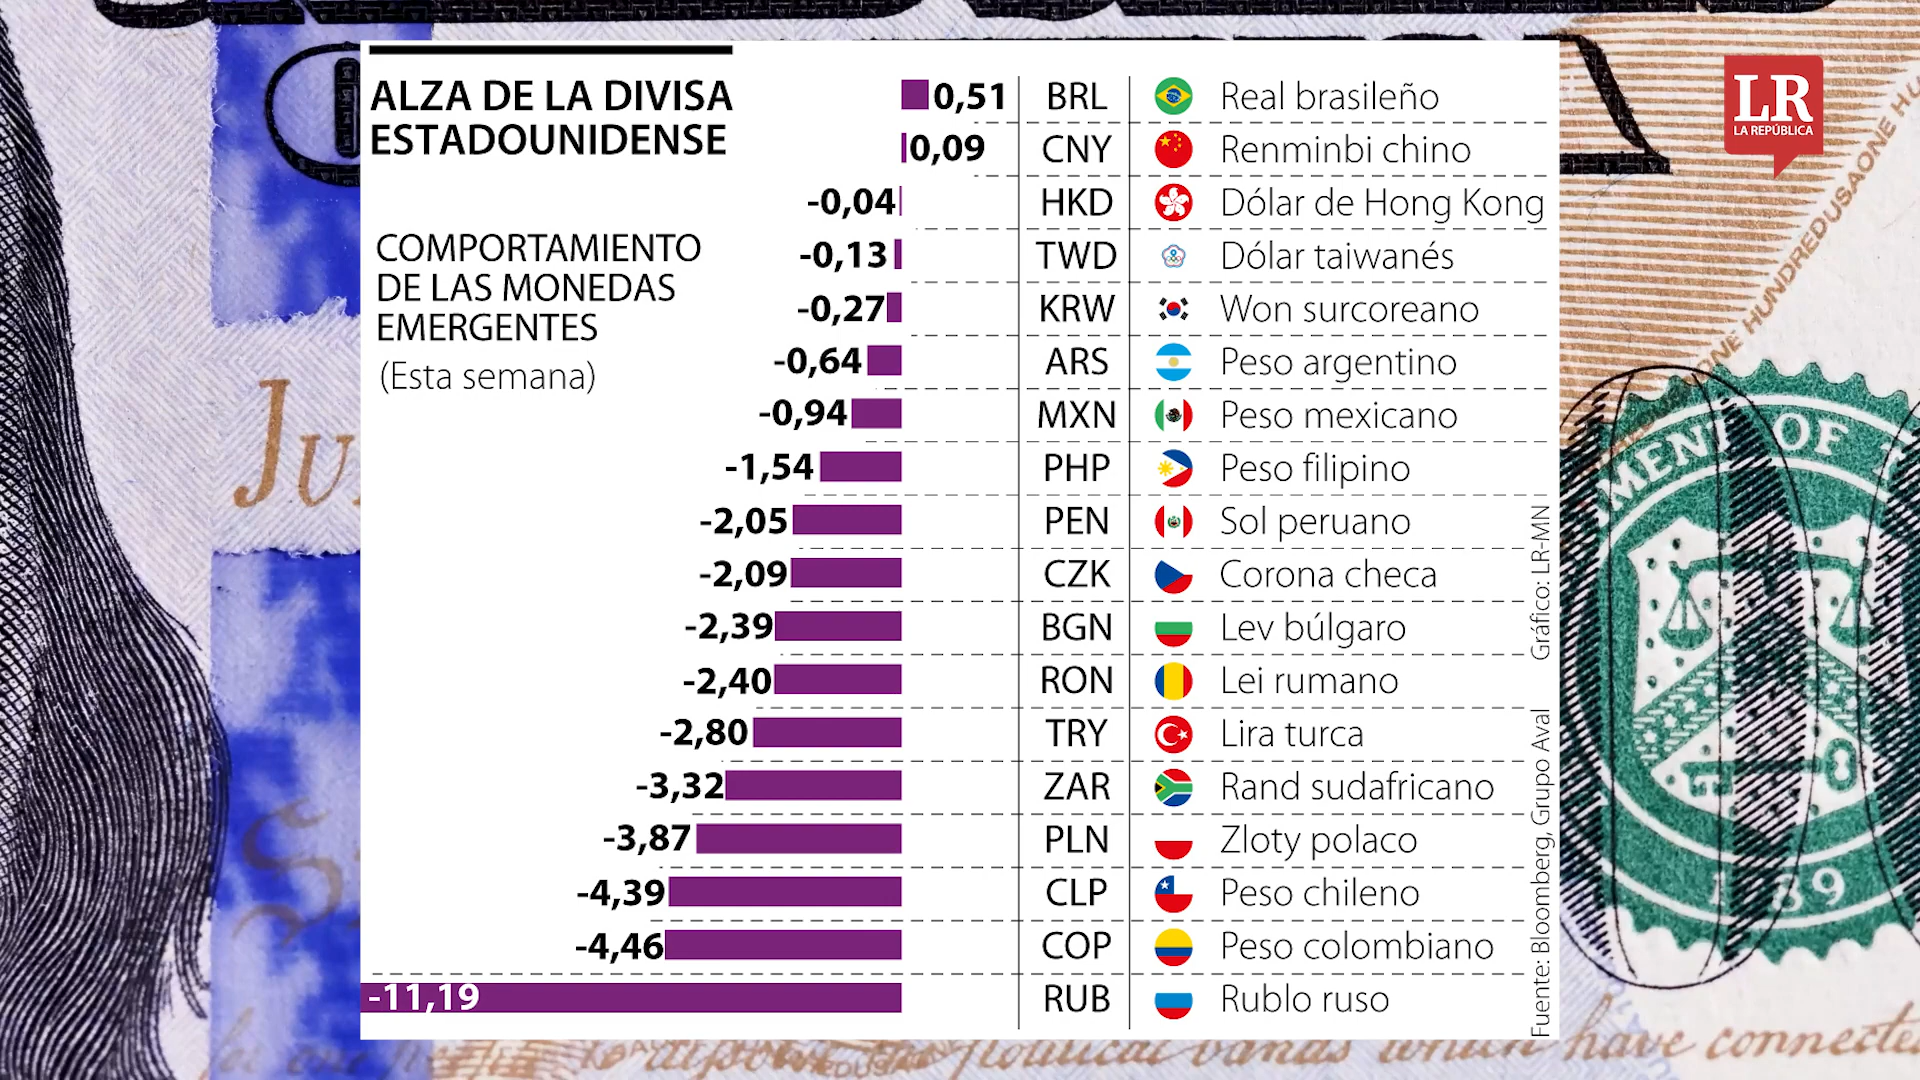 ALZA DE LA DIVISA
ESTADOUNIDENSE
COMPORTAMIENTO
DE LAS MONEDAS
EMERGENTES
(Esta semana)
0,51 BRL Real brasileño
0,09 CNY Renminbi chino
-0,04 HKD Dólar de Hong Kong
-0,13 TWD Dólar taiwanés
-0,27 KRW Won surcoreano
-0,64 ARS Peso argentino
-0,94 MXN Peso mexicano
-1,54 PHP Peso filipino
-2,05 PEN Sol peruano
-2,09 CZK Corona checa
-2,39 BGN Lev búlgaro
-2,40 RON Lei rumano
-2,80 TRY Lira turca
-3,32 ZAR Rand sudafricano
-3,87 PLN Zloty polaco
-4,39 CLP Peso chileno
-4,46 COP Peso colombiano
-11,19 RUB Rublo ruso
Fuente: Bloomberg, Grupo Aval
Gráfico: LR-MN
LR
LA REPÚBLICA
ONE HUNDREDUSAONE
OF
which have